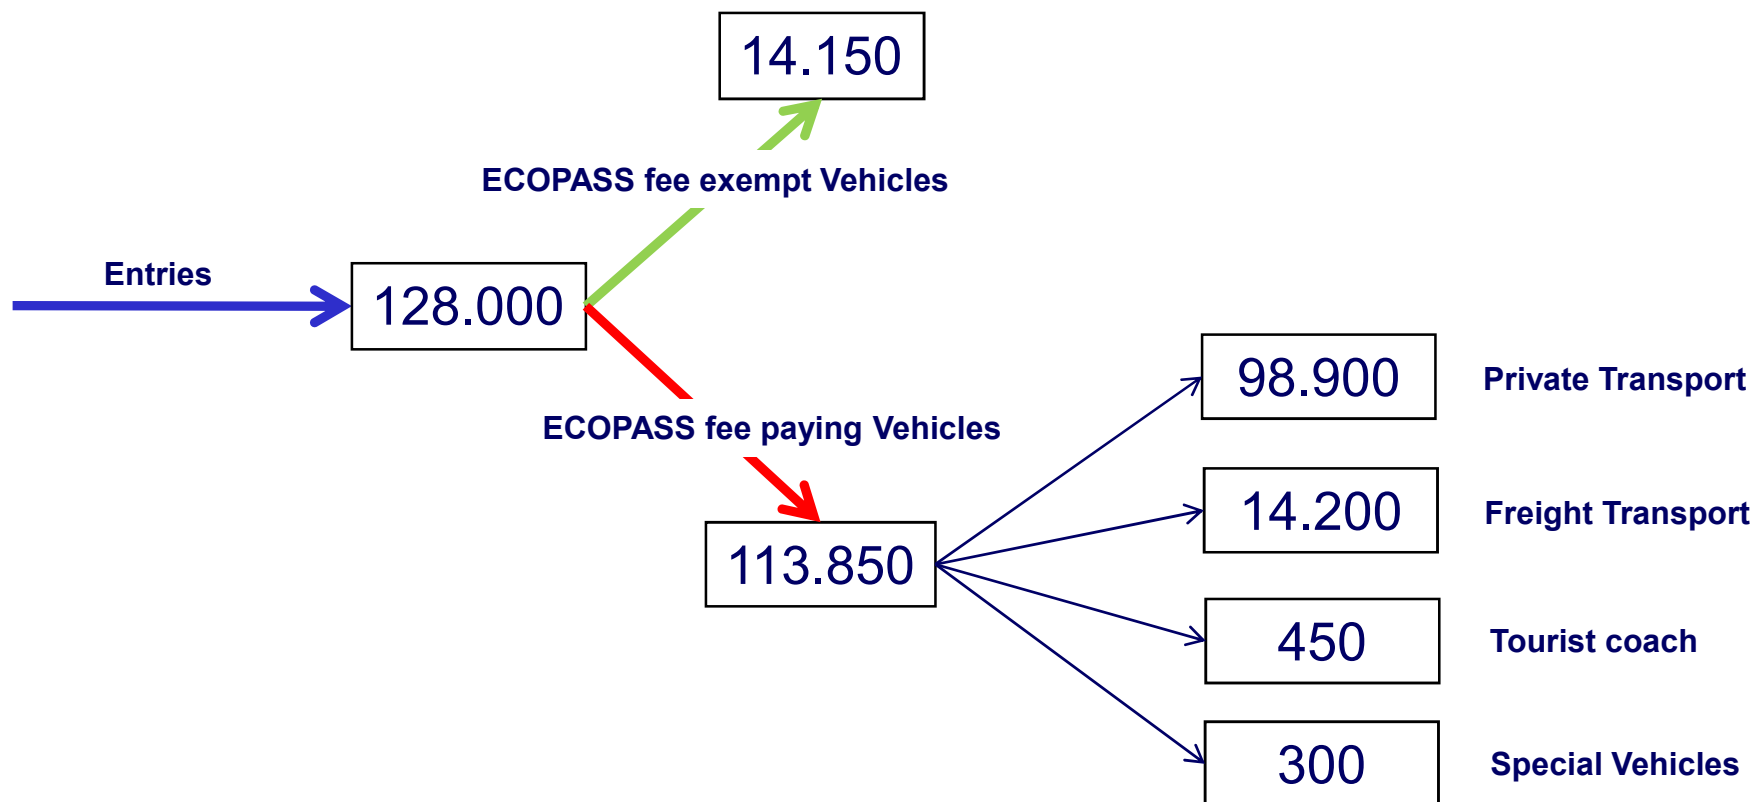 14.150
ECOPASS fee exempt Vehicles
Entries
128.000
98.900 Private Transport
ECOPASS fee paying Vehicles
14.200 Freight Transport
113.850
450 Tourist coach
300 Special Vehicles